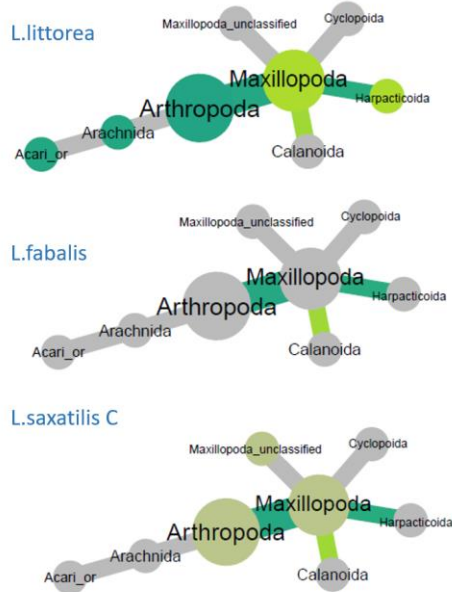 L.littorea
Maxillopoda_unclassified
Cyclopoida
Maxillopoda
Harpacticoida
Arthropoda
Arachnida
Acari_or
Calanoida
L.fabalis
Maxillopoda_unclassified
Cyclopoida
Maxillopoda
Harpacticoida
Arthropoda
Arachnida
Acari_or
Calanoida
L.saxatilis C
Maxillopoda_unclassified
Cyclopoida
Maxillopoda
Harpacticoida
Arthropoda
Arachnida
Acari_or
Calanoida